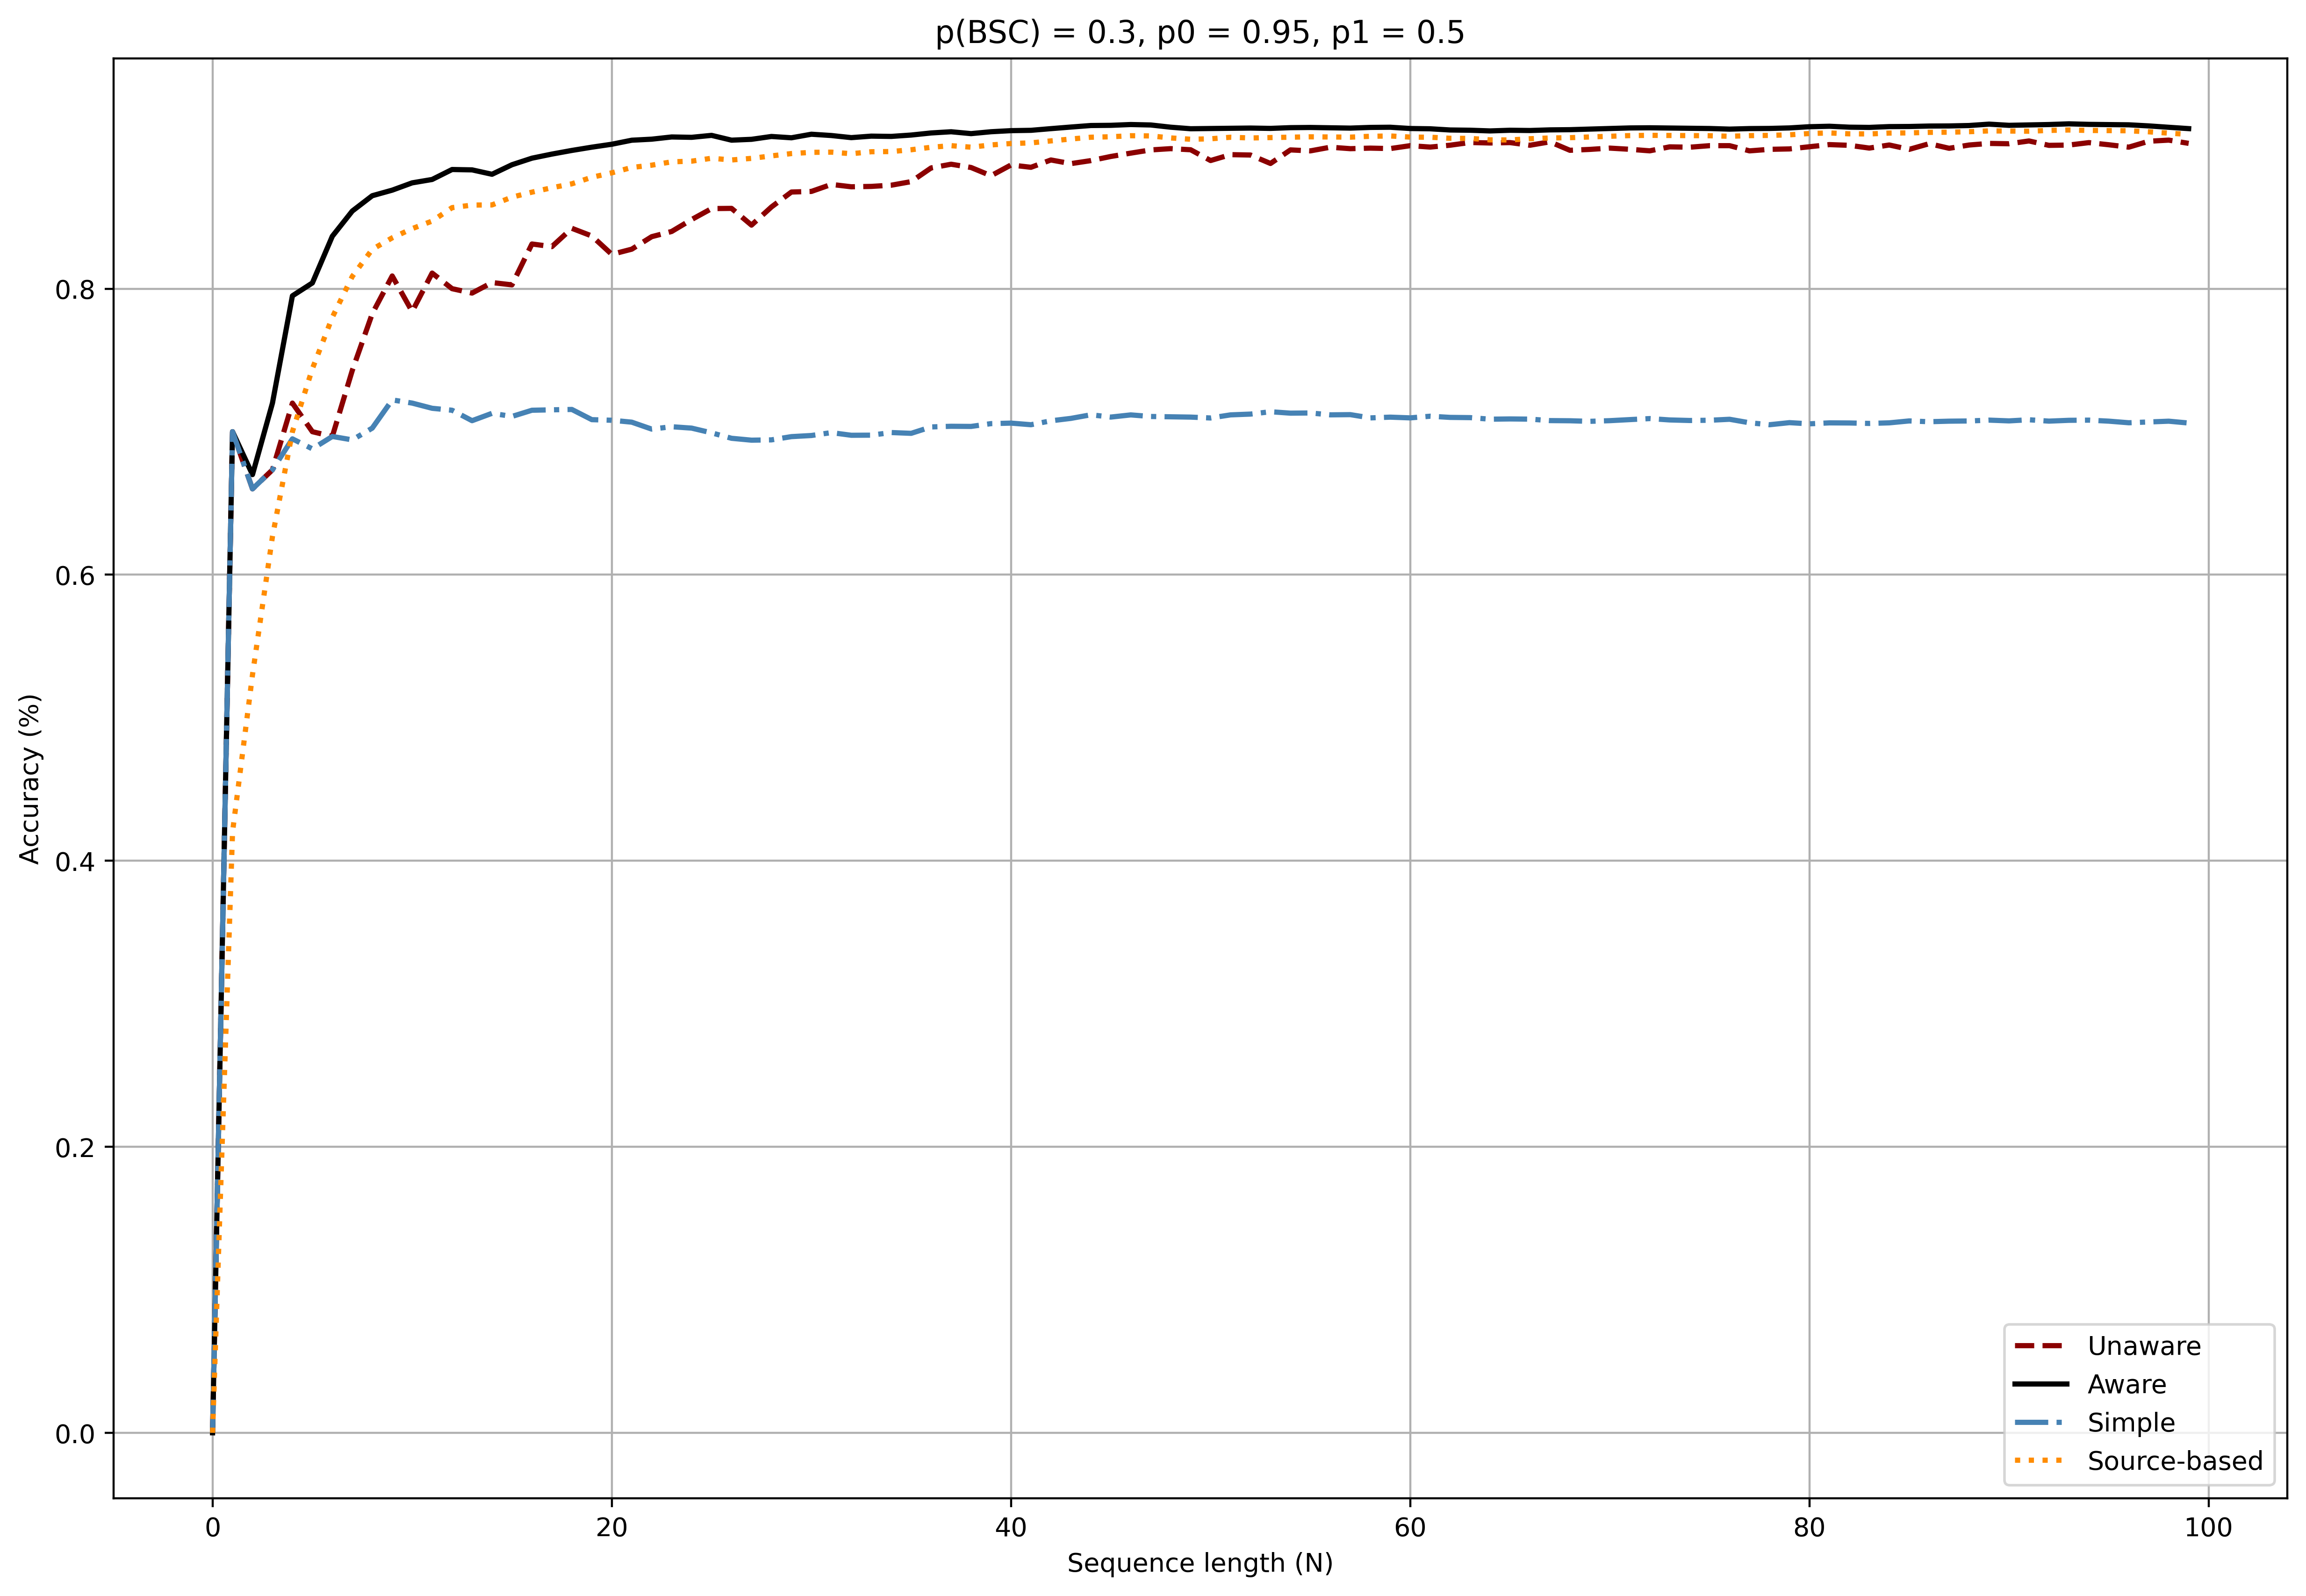 p(BSC) = 0.3, p0 = 0.95, p1 = 0.5
Accuracy (%)
0.8
0.6
0.4
0.2
0.0
0 20 40 60 80 100
Sequence length (N)
Unaware
Aware
Simple
Source-based